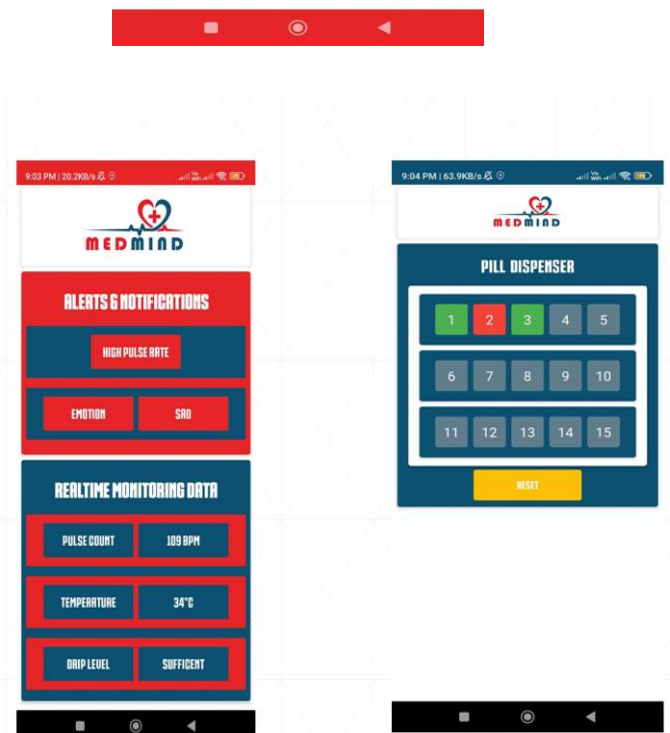 9:03 PM | 20.2KB/s
MEDMIND
ALERTS & NOTIFICATIONS
HIGH PULSE RATE
EMOTION SAD
REALTIME MONITORING DATA
PULSE COUNT 109 BPM
TEMPERATURE 34°C
DRIP LEVEL SUFFICENT
9:04 PM | 63.9KB/s
MEDMIND
PILL DISPENSER
1 2 3 4 5
6 7 8 9 10
11 12 13 14 15
RESET